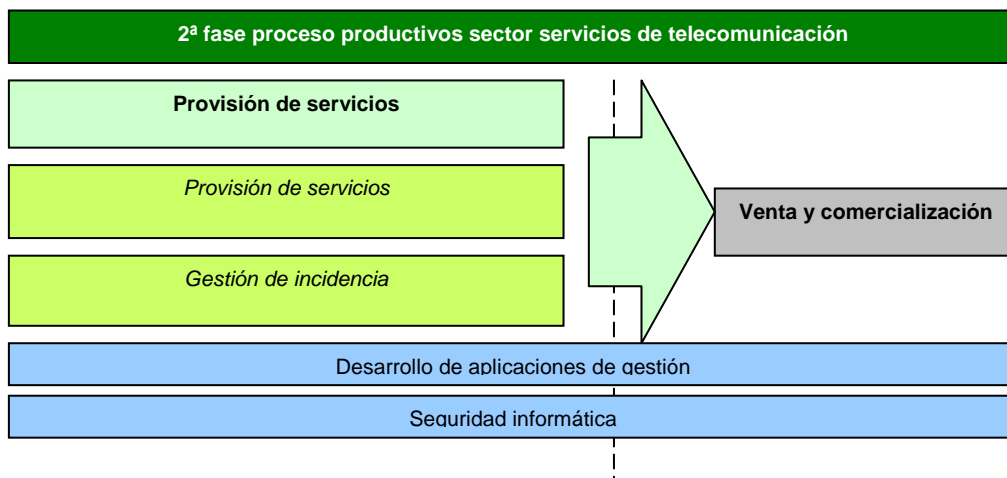 2ª fase proceso productivos sector servicios de telecomunicación
Provisión de servicios
Provisión de servicios
Venta y comercialización
Gestión de incidencia
Desarrollo de aplicaciones de gestión
Seguridad informática